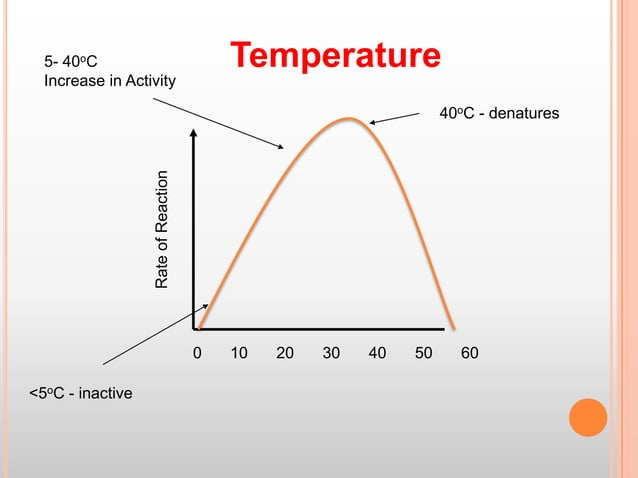 Temperature
5- 40ºC
Increase in Activity
40ºC - denatures
Rate of Reaction
0 10 20 30 40 50 60
<5ºC - inactive